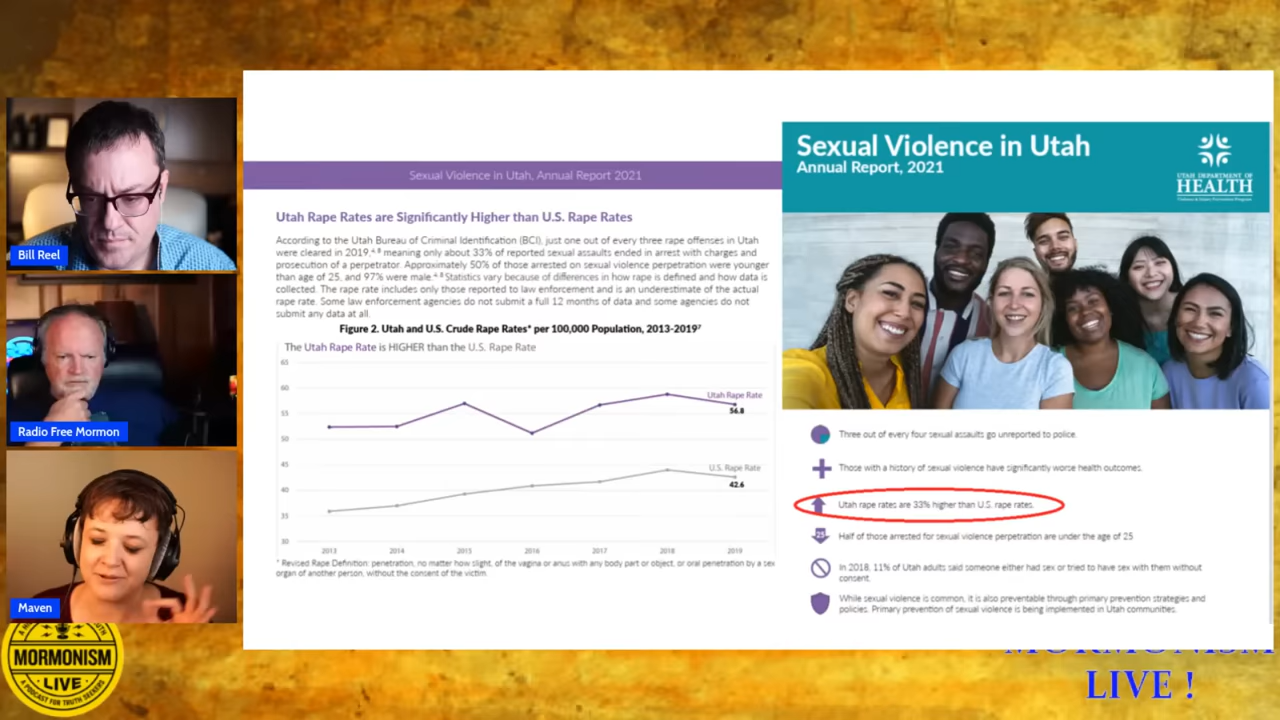 Bill Reel
Radio Free Mormon
Maven
MORMONISM
LIVE
A PODCAST FOR TRUTH SEEKERS
Sexual Violence in Utah, Annual Report 2021
Utah Rape Rates are Significantly Higher than U.S. Rape Rates
According to the Utah Bureau of Criminal Identification (BCI), just one out of every three rape offenses in Utah
were cleared in 2019,⁴·⁸ meaning only about 33% of reported sexual assaults ended in arrest with charges and
prosecution of a perpetrator. Approximately 50% of those arrested on sexual violence perpetration were younger
than age of 25, and 97% were male.⁴·⁸ Statistics vary because of differences in how rape is defined and how data is
collected. The rape rate includes only those reported to law enforcement and is an underestimate of the actual
rape rate. Some law enforcement agencies do not submit a full 12 months of data and some agencies do not
submit any data at all.
Figure 2. Utah and U.S. Crude Rape Rates* per 100,000 Population, 2013-2019⁷
The Utah Rape Rate is HIGHER than the U.S. Rape Rate
65
60
55
50
45
40
35
30
Utah Rape Rate
56.8
U.S. Rape Rate
42.6
2013 2014 2015 2016 2017 2018 2019
* Revised Rape Definition: penetration, no matter how slight, of the vagina or anus with any body part or object, or oral penetration by a sex
organ of another person, without the consent of the victim.
Sexual Violence in Utah
Annual Report, 2021
UTAH DEPARTMENT OF
HEALTH
Violence & Injury Prevention Program
Three out of every four sexual assaults go unreported to police.
Those with a history of sexual violence have significantly worse health outcomes.
Utah rape rates are 33% higher than U.S. rape rates.
25
Half of those arrested for sexual violence perpetration are under the age of 25
In 2018, 11% of Utah adults said someone either had sex or tried to have sex with them without
consent.
While sexual violence is common, it is also preventable through primary prevention strategies and
policies. Primary prevention of sexual violence is being implemented in Utah communities.
MORMONISM
LIVE !